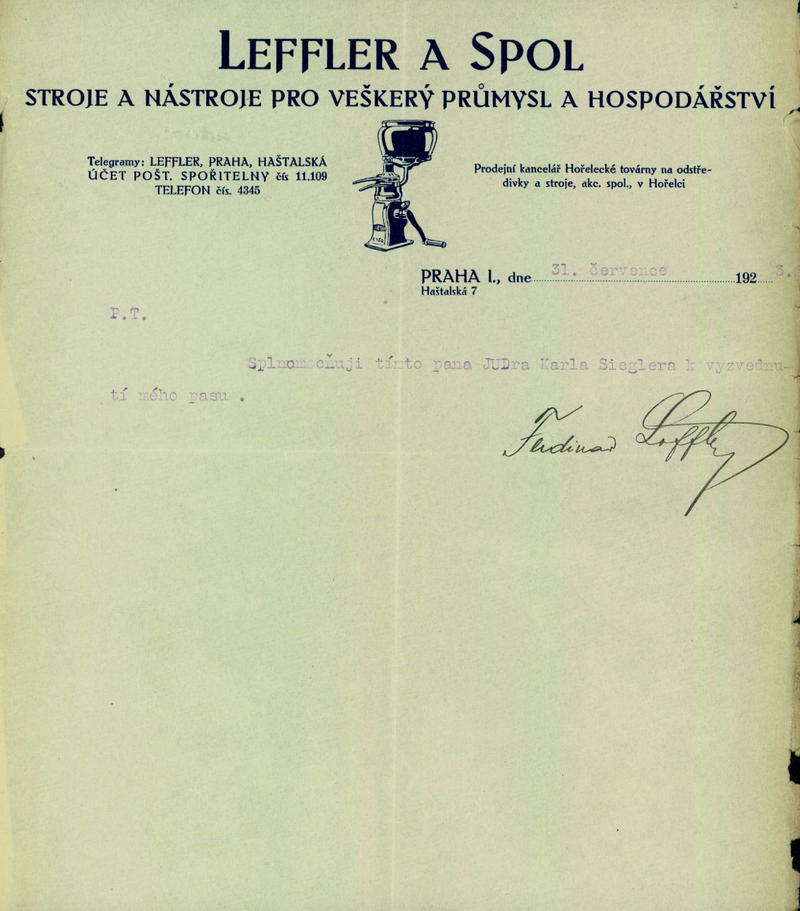 LEFFLER A SPOL
STROJE A NÁSTROJE PRO VEŠKERÝ PRŮMYSL A HOSPODÁŘSTVÍ
Telegramy: LEFFLER, PRAHA, HAŠTALSKÁ
ÚČET POŠT. SPOŘITELNY čís 11.109
TELEFON čís. 4345
Prodejní kancelář Hořelecké továrny na odstře-
divky a stroje, akc. spol., v Hořelci
PRAHA I., dne 31. července 1923.
Haštalská 7
P.T.
Splnomocňuji tímto pana JUDra Karla Sieglera k vyzvednu-
tí mého pasu .
Ferdinand Leffler